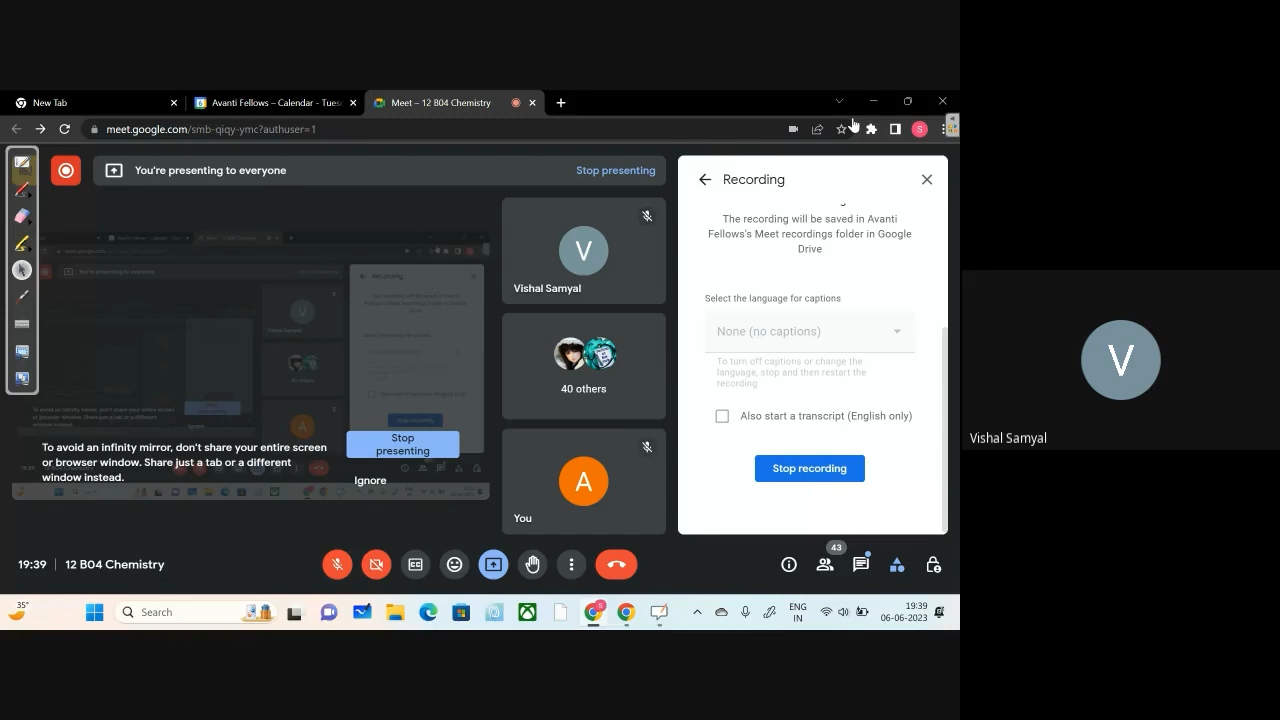 New Tab
Avanti Fellows – Calendar - Tues
Meet – 12 B04 Chemistry
meet.google.com/smb-qiqy-ymc?authuser=1
S
You're presenting to everyone
Stop presenting
Recording
The recording will be saved in Avanti
Fellows's Meet recordings folder in Google
Drive
Select the language for captions
None (no captions)
To turn off captions or change the
language, stop and then restart the
recording
Also start a transcript (English only)
Stop recording
V
Vishal Samyal
40 others
A
You
To avoid an infinity mirror, don't share your entire screen
or browser window. Share just a tab or a different
window instead.
Stop
presenting
Ignore
19:39
12 B04 Chemistry
43
35°
Search
S
ENG
IN
19:39
06-06-2023
V
Vishal Samyal